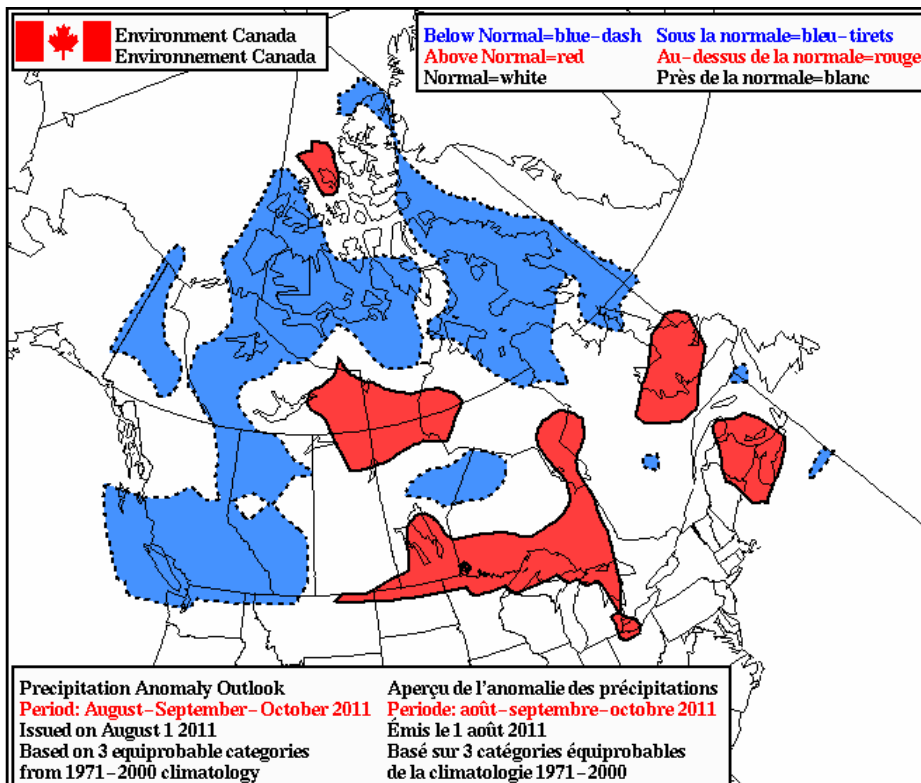 Environment Canada
Environnement Canada
Below Normal=blue-dash
Above Normal=red
Normal=white
Sous la normale=bleu-tirets
Au-dessus de la normale=rouge
Près de la normale=blanc
Precipitation Anomaly Outlook
Period: August-September-October 2011
Issued on August 1 2011
Based on 3 equiprobable categories
from 1971-2000 climatology
Aperçu de l'anomalie des précipitations
Periode: août-septembre-octobre 2011
Émis le 1 août 2011
Basé sur 3 catégories équiprobables
de la climatologie 1971-2000